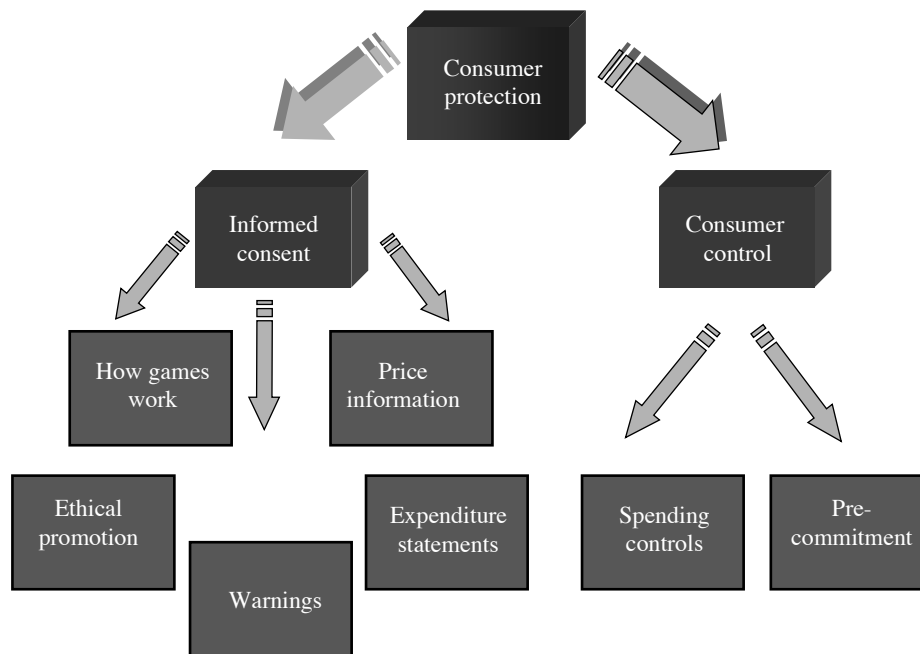 Consumer
protection
Informed
consent
Consumer
control
How games
work
Price
information
Ethical
promotion
Expenditure
statements
Spending
controls
Pre-
commitment
Warnings